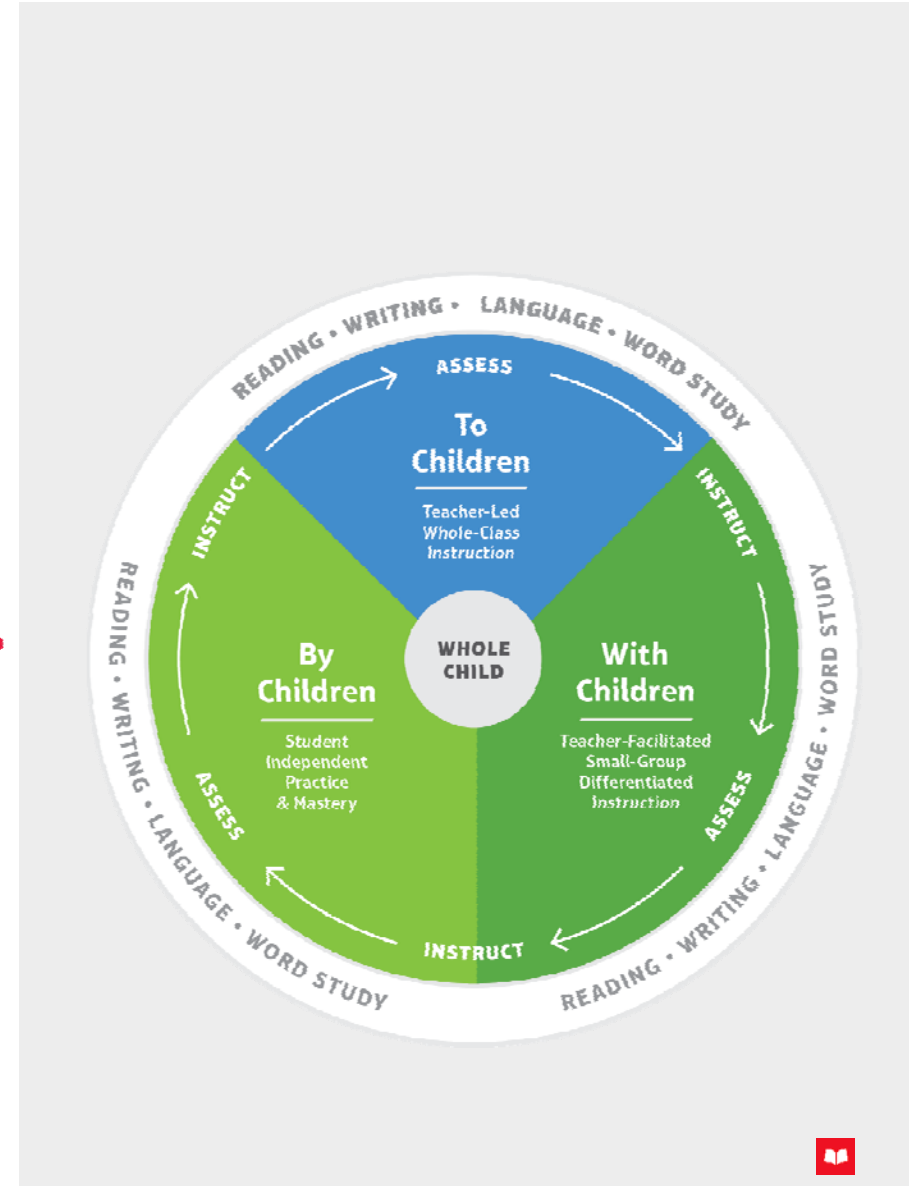 READING • WRITING • LANGUAGE • WORD STUDY
ASSESS
To
Children
Teacher-Led
Whole-Class
Instruction
INSTRUCT
INSTRUCT
WHOLE
CHILD
By
Children
Student
Independent
Practice
& Mastery
With
Children
Teacher-Facilitated
Small-Group
Differentiated
Instruction
ASSESS
ASSESS
INSTRUCT
READING • WRITING • LANGUAGE • WORD STUDY
READING • WRITING • LANGUAGE • WORD STUDY